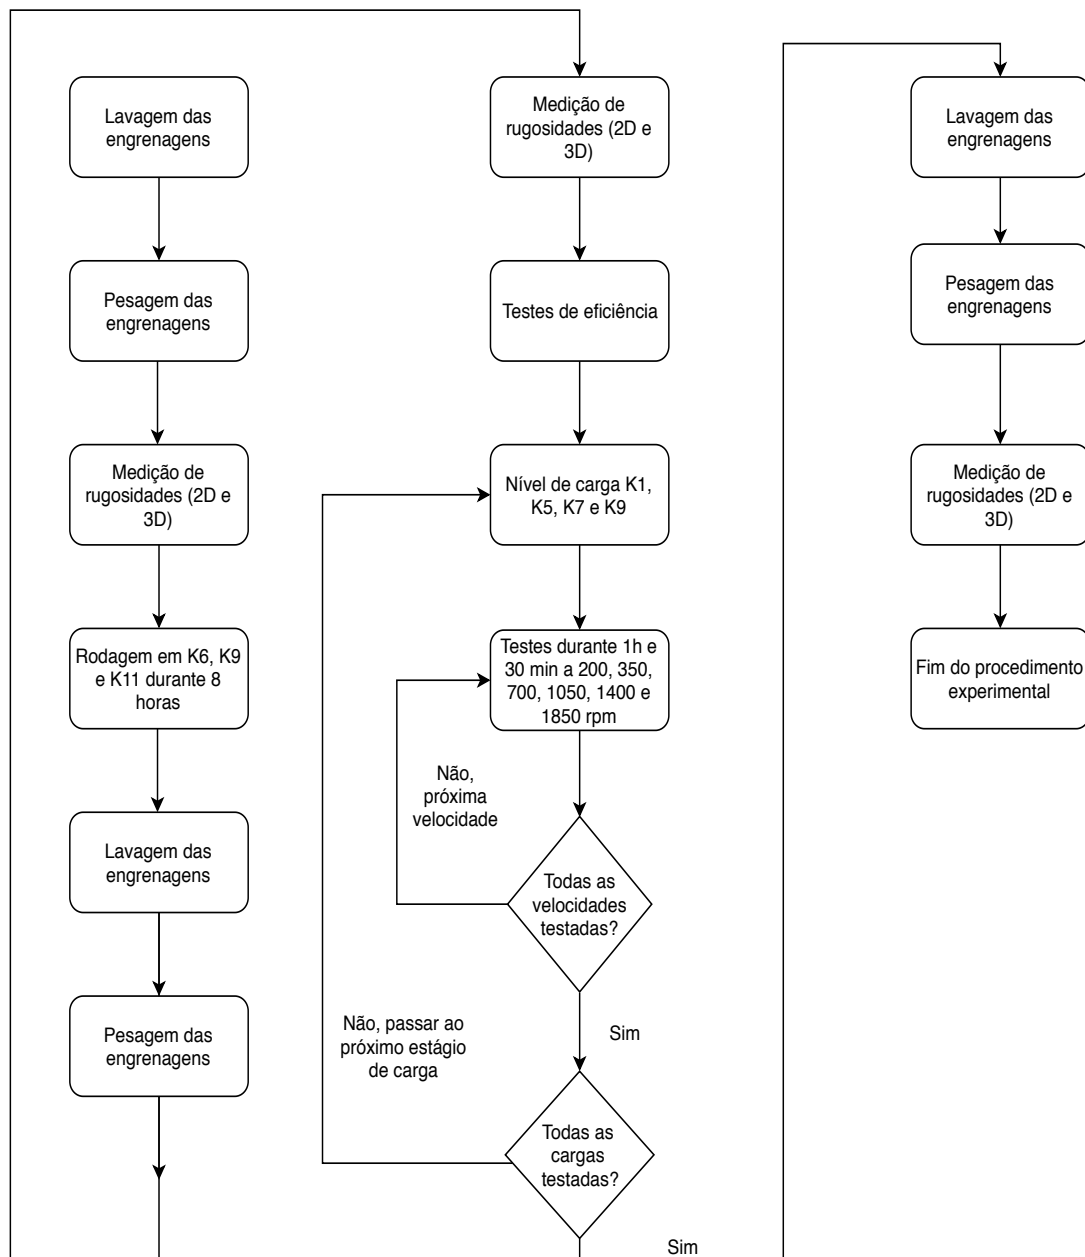 Lavagem das
engrenagens
Pesagem das
engrenagens
Medição de
rugosidades (2D e
3D)
Rodagem em K6, K9
e K11 durante 8
horas
Lavagem das
engrenagens
Pesagem das
engrenagens
Medição de
rugosidades (2D e
3D)
Testes de eficiência
Nível de carga K1,
K5, K7 e K9
Testes durante 1h e
30 min a 200, 350,
700, 1050, 1400 e
1850 rpm
Não,
próxima
velocidade
Todas as
velocidades
testadas?
Sim
Não, passar ao
próximo estágio
de carga
Todas as
cargas
testadas?
Sim
Lavagem das
engrenagens
Pesagem das
engrenagens
Medição de
rugosidades (2D e
3D)
Fim do procedimento
experimental